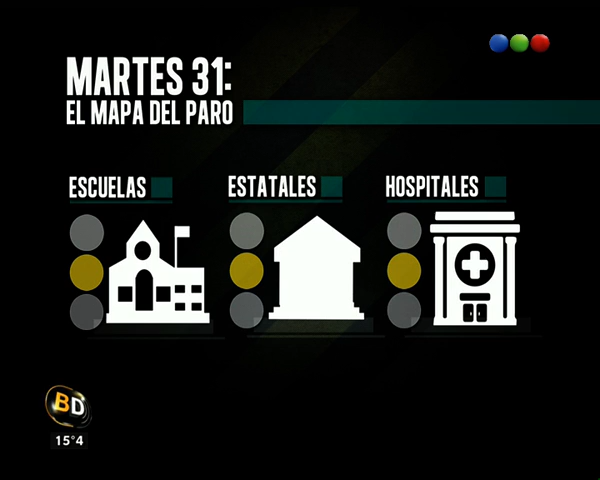 MARTES 31:
EL MAPA DEL PARO
ESCUELAS
ESTATALES
HOSPITALES
BD
15°4